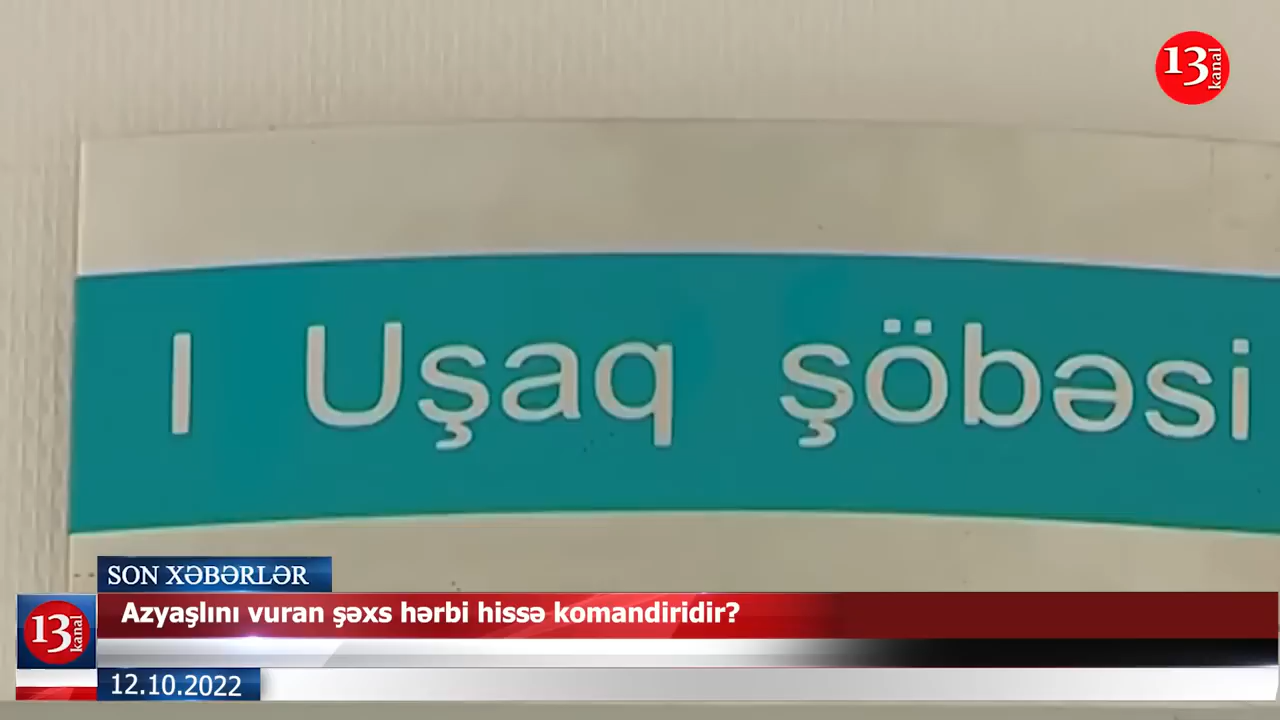 13 kanal
I Uşaq şöbəsi
SON XƏBƏRLƏR
Azyaşlını vuran şəxs hərbi hissə komandiridir?
13 kanal
12.10.2022